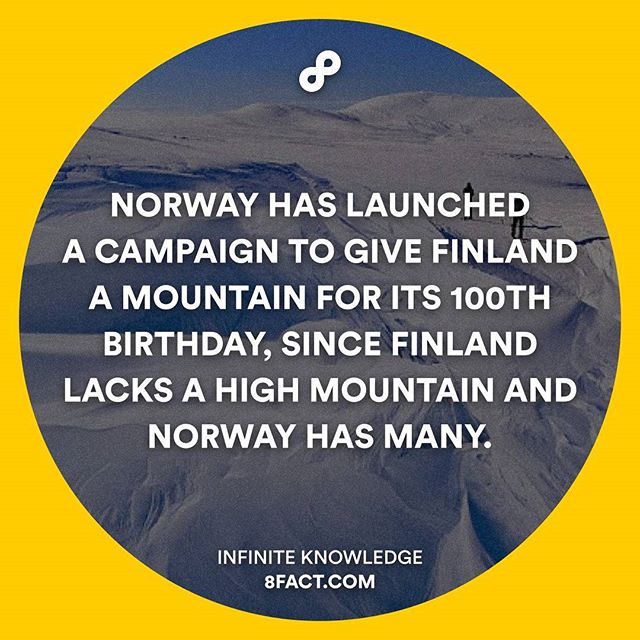 NORWAY HAS LAUNCHED
A CAMPAIGN TO GIVE FINLAND
A MOUNTAIN FOR ITS 100TH
BIRTHDAY, SINCE FINLAND
LACKS A HIGH MOUNTAIN AND
NORWAY HAS MANY.
INFINITE KNOWLEDGE
8FACT.COM